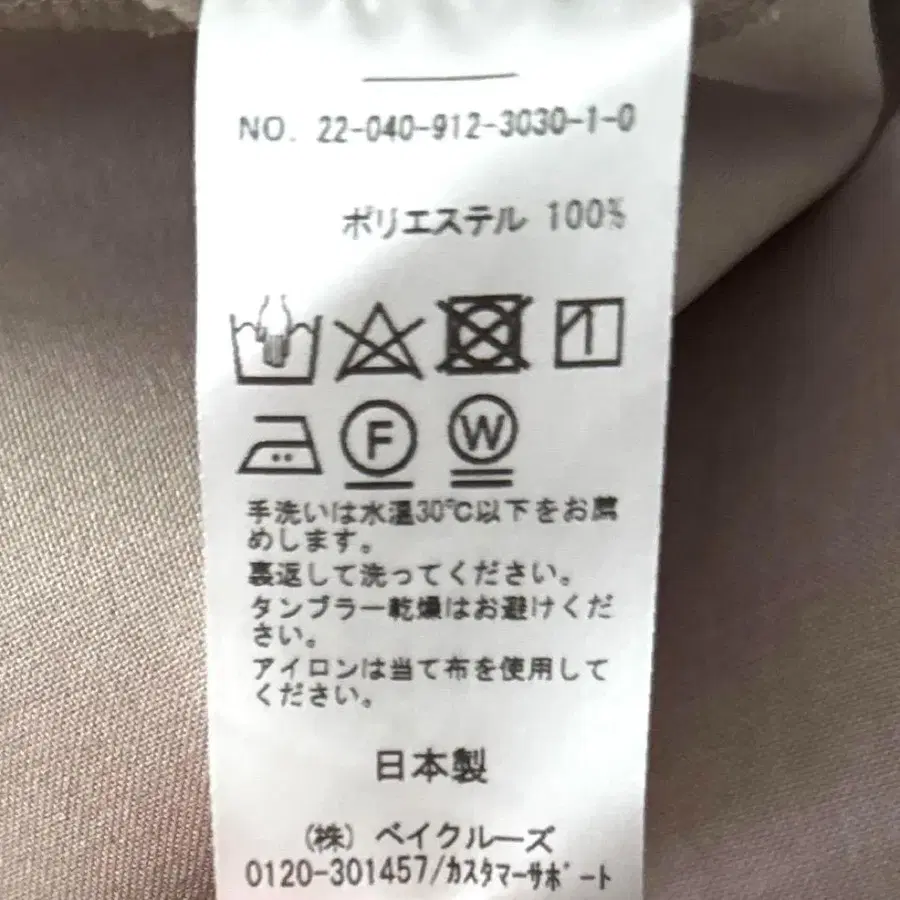 NO. 22-040-912-3030-1-0
ポリエステル 100%
F W
手洗いは水温30℃以下をお薦
めします。
裏返して洗ってください。
タンブラー乾燥はお避けくだ
さい。
アイロンは当て布を使用して
ください。
日本製
(株) ベイクルーズ
0120-301457/カスタマーサポート